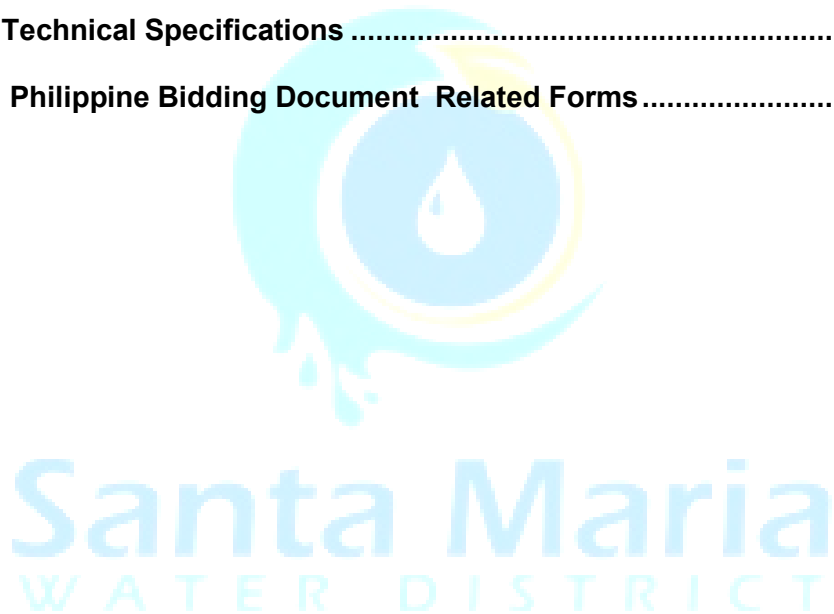 Technical Specifications ..........................................................
Philippine Bidding Document Related Forms .......................
Santa Maria
WATER DISTRICT